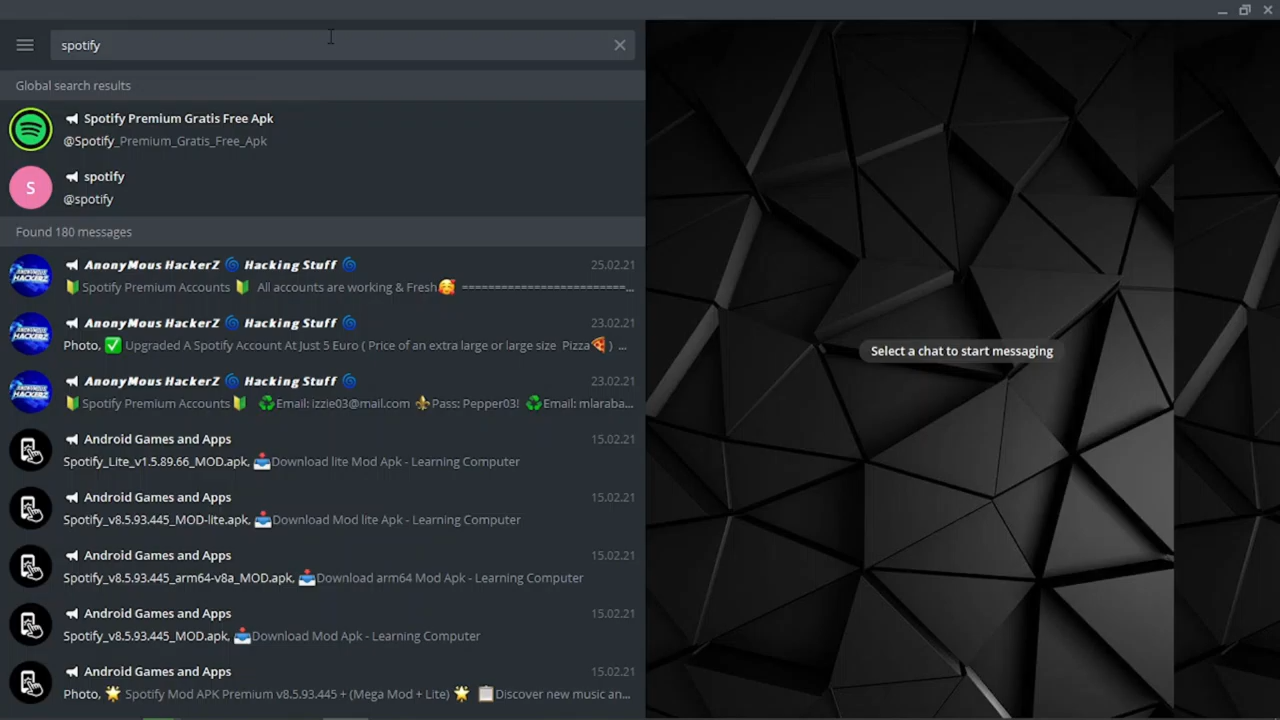 spotify
Global search results
Spotify Premium Gratis Free Apk
@Spotify_Premium_Gratis_Free_Apk
S
spotify
@spotify
Found 180 messages
AnonyMous HackerZ 🌀 Hacking Stuff 🌀 25.02.21
🔰Spotify Premium Accounts 🔰 All accounts are working & Fresh🥰 =========================...
AnonyMous HackerZ 🌀 Hacking Stuff 🌀 23.02.21
Photo, ✅ Upgraded A Spotify Account At Just 5 Euro ( Price of an extra large or large size Pizza🍕 ) ...
AnonyMous HackerZ 🌀 Hacking Stuff 🌀 23.02.21
🔰Spotify Premium Accounts🔰 ♻️Email: izzie03@mail.com ⚜️Pass: Pepper03! ♻️Email: mlaraba...
Android Games and Apps 15.02.21
Spotify_Lite_v1.5.89.66_MOD.apk, 📥Download lite Mod Apk - Learning Computer
Android Games and Apps 15.02.21
Spotify_v8.5.93.445_MOD-lite.apk, 📥Download Mod lite Apk - Learning Computer
Android Games and Apps 15.02.21
Spotify_v8.5.93.445_arm64-v8a_MOD.apk, 📥Download arm64 Mod Apk - Learning Computer
Android Games and Apps 15.02.21
Spotify_v8.5.93.445_MOD.apk, 📥Download Mod Apk - Learning Computer
Android Games and Apps 15.02.21
Photo, 🌟 Spotify Mod APK Premium v8.5.93.445 + (Mega Mod + Lite) 🌟 📋Discover new music an...
Select a chat to start messaging